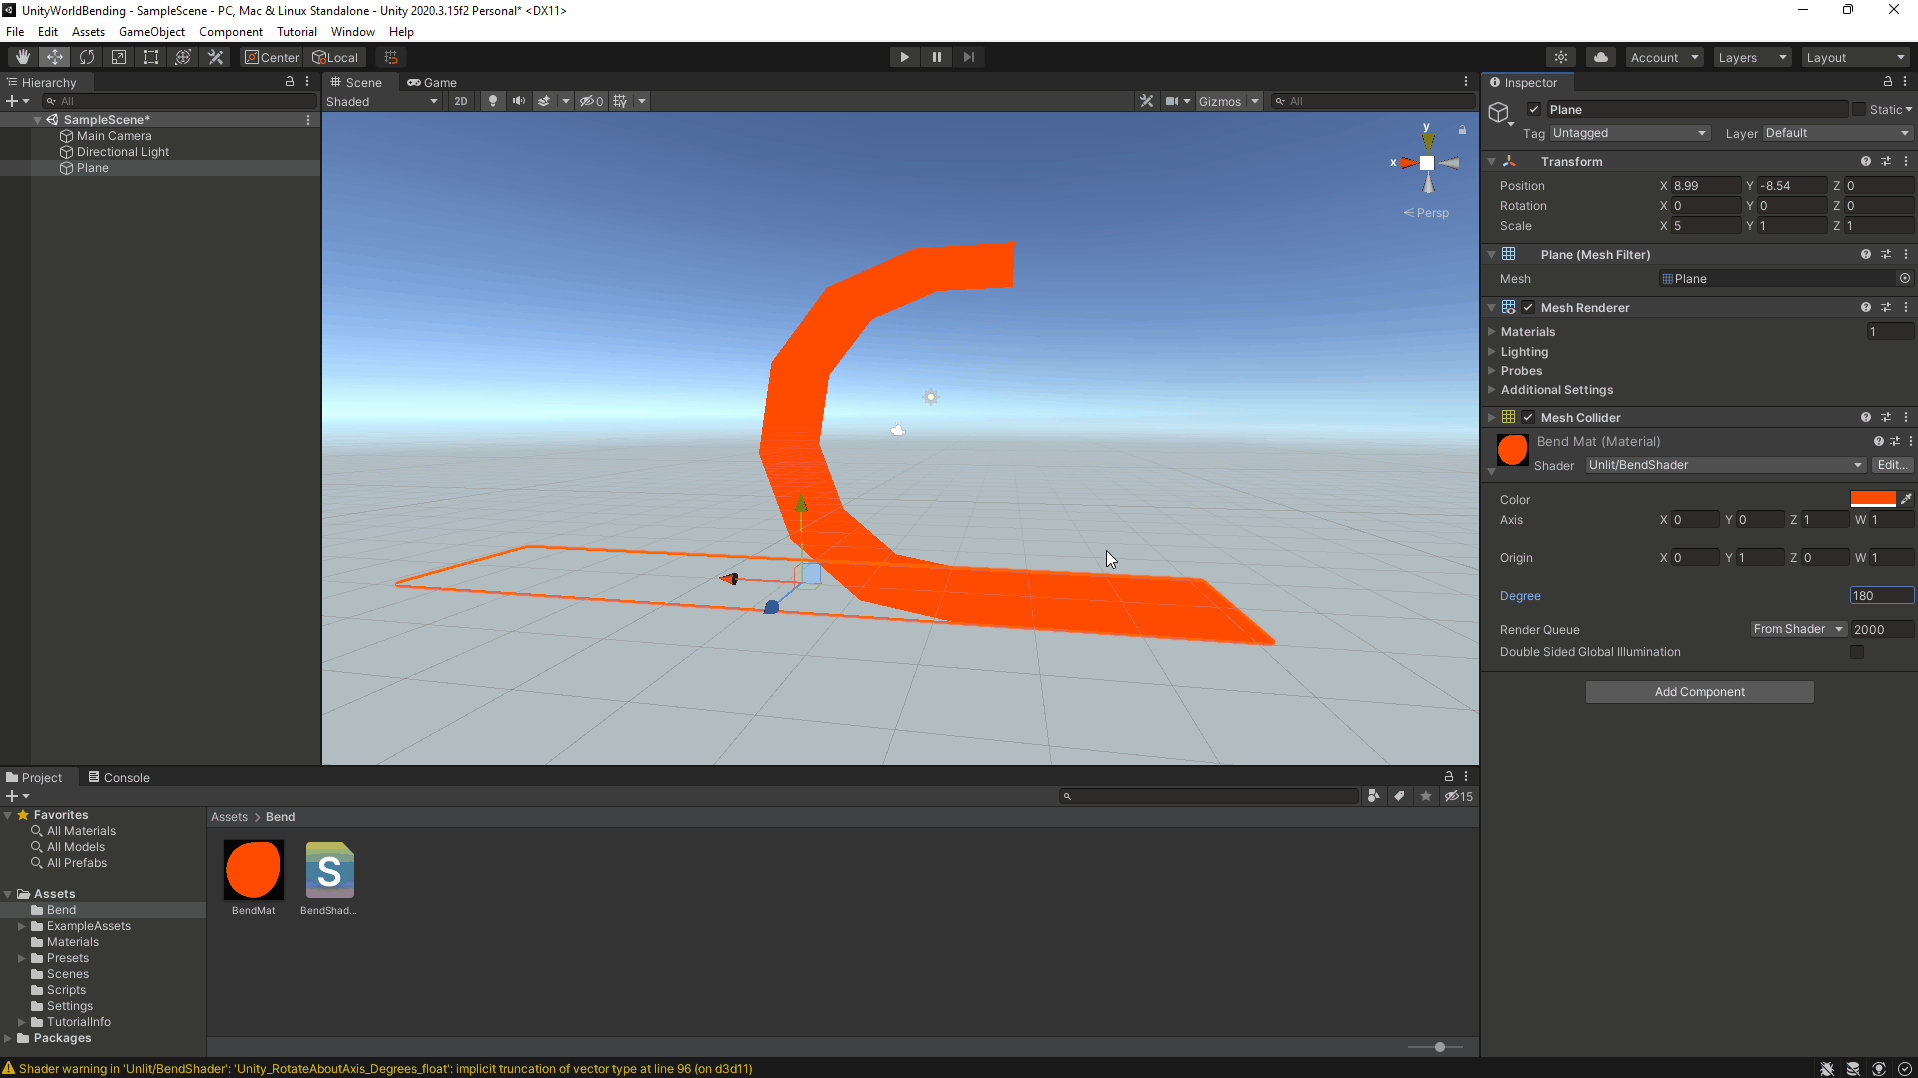 UnityWorldBending - SampleScene - PC, Mac & Linux Standalone - Unity 2020.3.15f2 Personal* <DX11>
File Edit Assets GameObject Component Tutorial Window Help
Center Local Account Layers Layout
Hierarchy
All
SampleScene*
Main Camera
Directional Light
Plane
Scene Game
Shaded 2D 0 Gizmos All
y
x
Persp
Inspector
Plane Static
Tag Untagged Layer Default
Transform
Position X 8.99 Y -8.54 Z 0
Rotation X 0 Y 0 Z 0
Scale X 5 Y 1 Z 1
Plane (Mesh Filter)
Mesh Plane
Mesh Renderer
Materials 1
Lighting
Probes
Additional Settings
Mesh Collider
Bend Mat (Material)
Shader Unlit/BendShader Edit...
Color
Axis X 0 Y 0 Z 1 W 1
Origin X 0 Y 1 Z 0 W 1
Degree 180
Render Queue From Shader 2000
Double Sided Global Illumination
Add Component
Project Console
15
Favorites
All Materials
All Models
All Prefabs
Assets
Bend
ExampleAssets
Materials
Presets
Scenes
Scripts
Settings
TutorialInfo
Packages
Assets > Bend
S
BendMat BendShad...
Shader warning in 'Unlit/BendShader': 'Unity_RotateAboutAxis_Degrees_float': implicit truncation of vector type at line 96 (on d3d11)